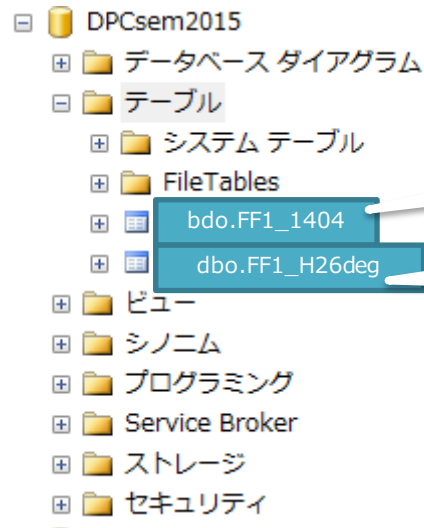 DPCsem2015
データベース ダイアグラム
テーブル
システム テーブル
FileTables
bdo.FF1_1404
dbo.FF1_H26deg
ビュー
シノニム
プログラミング
Service Broker
ストレージ
セキュリティ